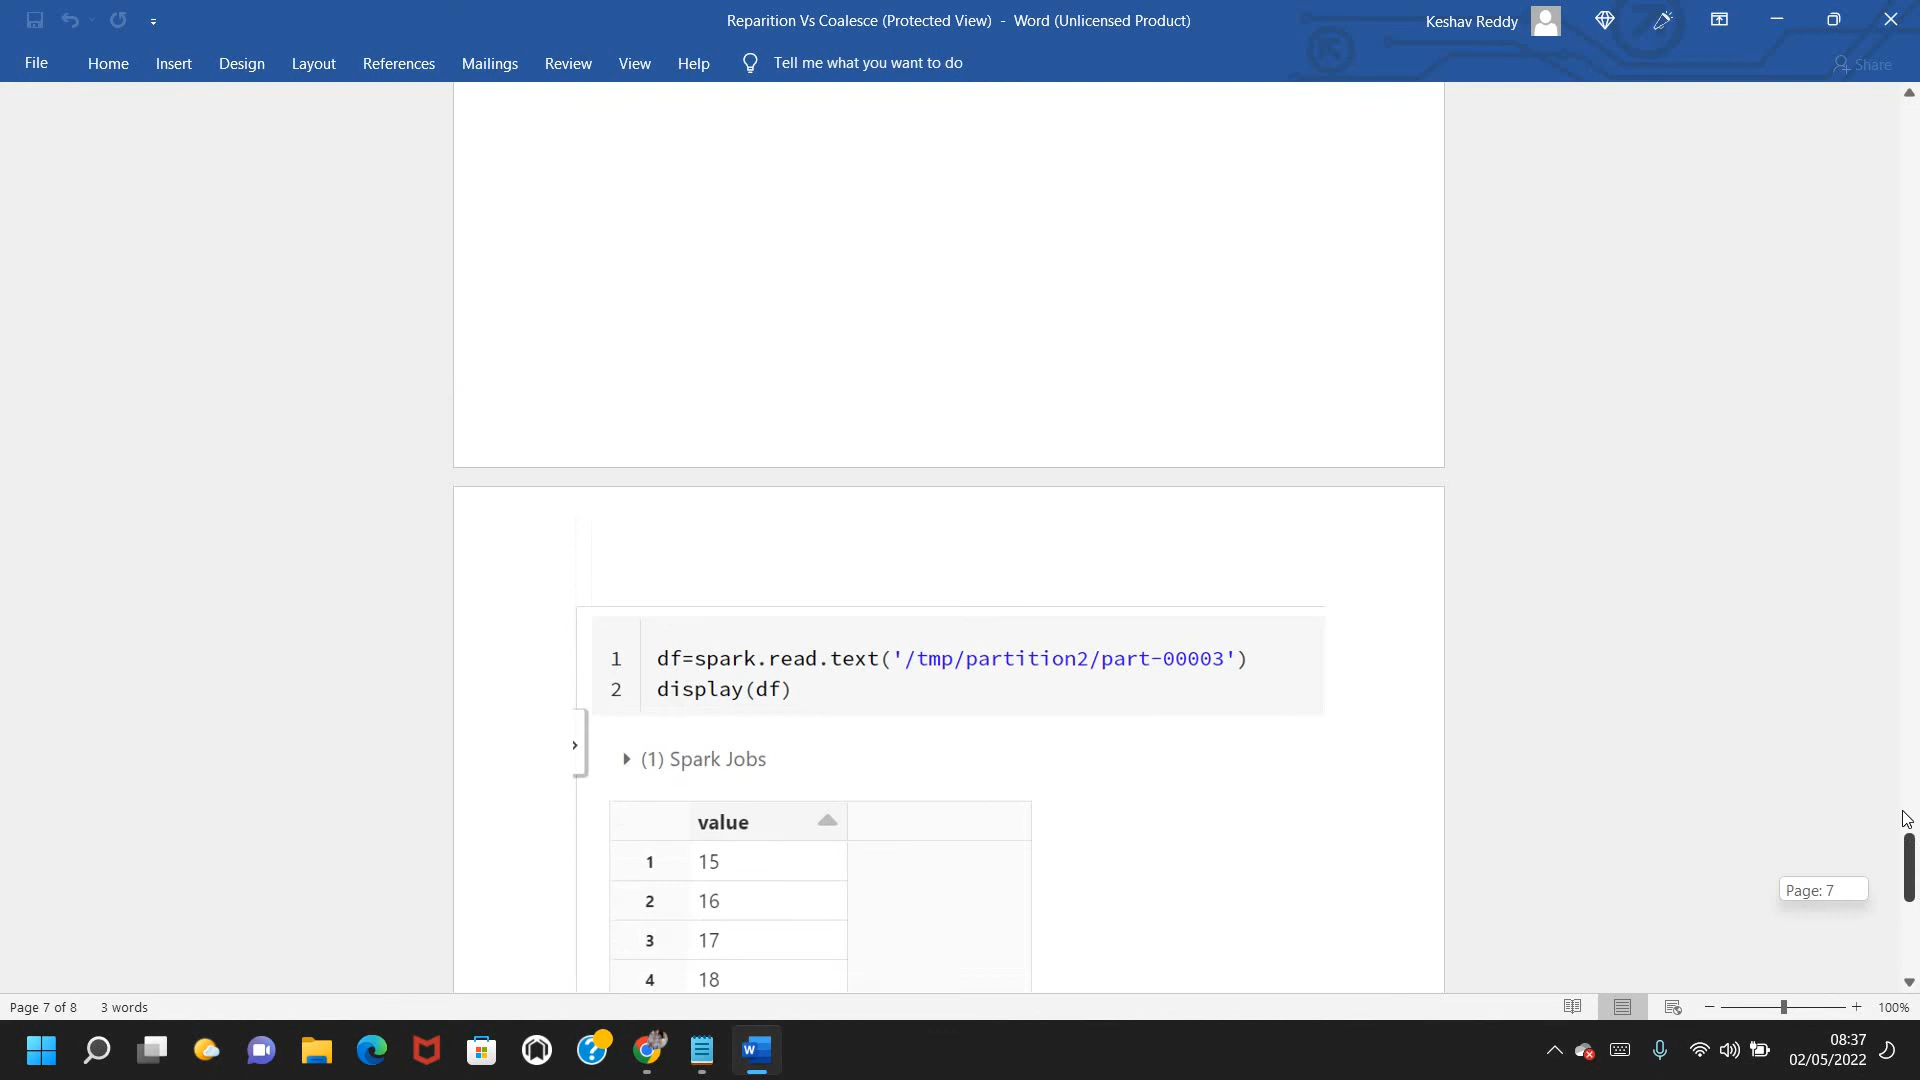 Reparition Vs Coalesce (Protected View) - Word (Unlicensed Product)
Keshav Reddy
File Home Insert Design Layout References Mailings Review View Help Tell me what you want to do
Share
1 df=spark.read.text('/tmp/partition2/part-00003')
2 display(df)
(1) Spark Jobs
value
1 15
2 16
3 17
4 18
Page: 7
Page 7 of 8 3 words
100%
08:37
02/05/2022